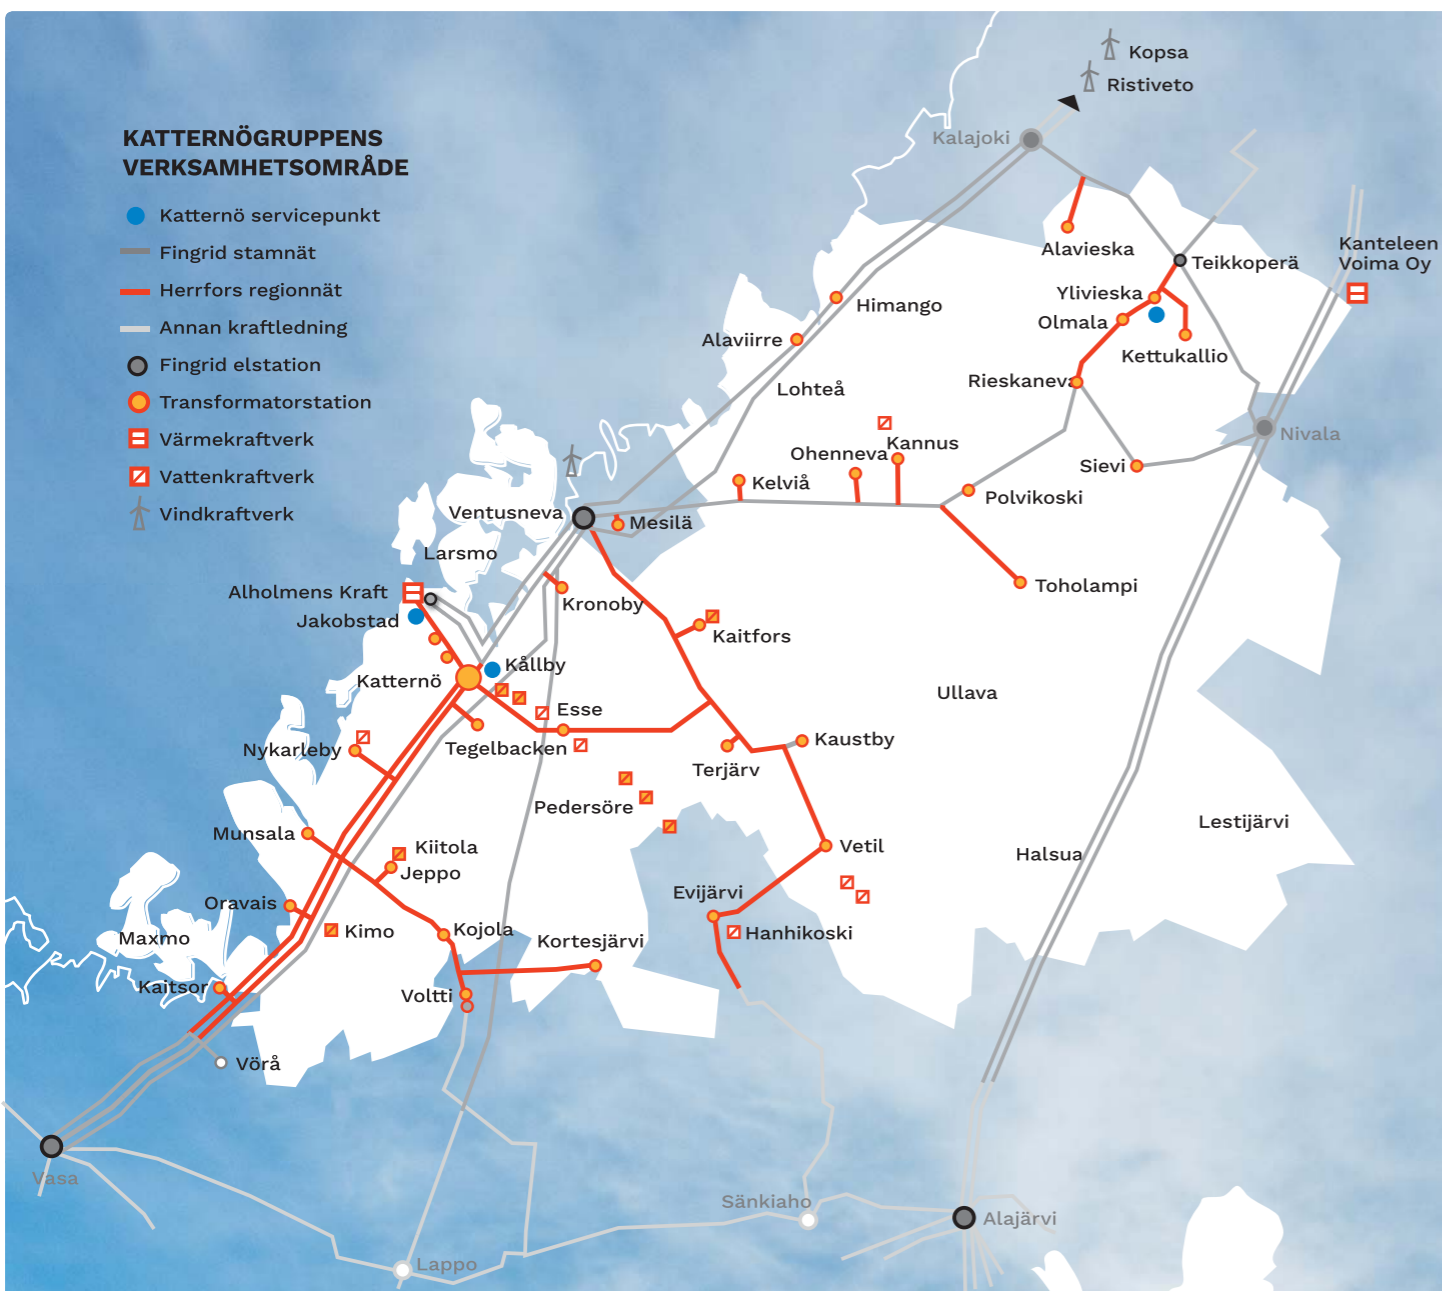 Kopsa
Ristiveto
KATTERNÖGRUPPENS
VERKSAMHETSOMRÅDE
Katternö servicepunkt
Fingrid stamnät
Herrfors regionnät
Annan kraftledning
Fingrid elstation
Transformatorstation
Värmekraftverk
Vattenkraftverk
Vindkraftverk
Kalajoki
Alavieska
Teikkoperä
Kanteleen
Voima Oy
Ylivieska
Himango
Olmala
Alaviirre
Kettukallio
Rieskaneva
Lohteå
Nivala
Kannus
Ohenneva
Sievi
Kelviå
Polvikoski
Ventusneva
Mesilä
Larsmo
Toholampi
Alholmens Kraft
Kronoby
Jakobstad
Kaitfors
Kållby
Katternö
Ullava
Esse
Nykarleby
Tegelbacken
Kaustby
Terjärv
Pedersöre
Lestijärvi
Munsala
Kiitola
Vetil
Halsua
Jeppo
Evijärvi
Oravais
Kimo
Kojola
Hanhikoski
Maxmo
Kortesjärvi
Kaitsor
Voltti
Vörå
Vasa
Sänkiaho
Alajärvi
Lappo